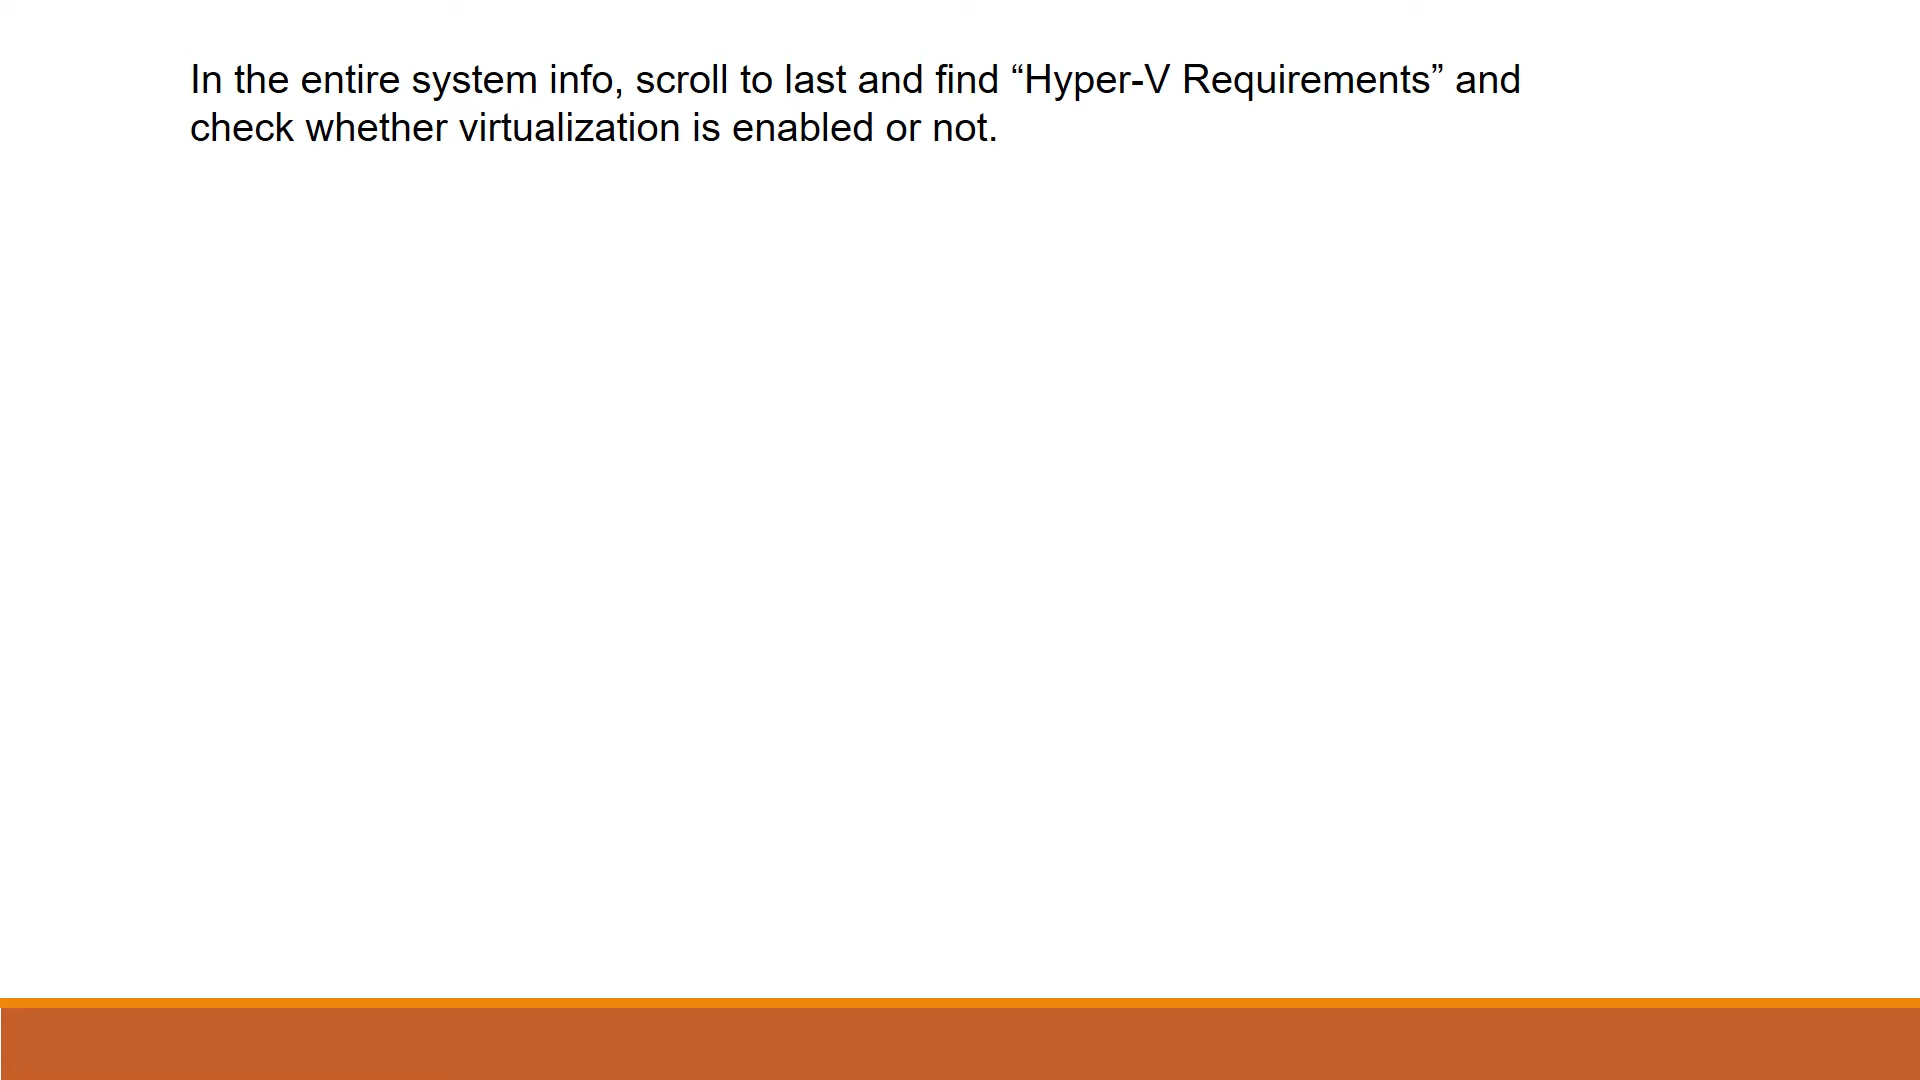 In the entire system info, scroll to last and find “Hyper-V Requirements” and
check whether virtualization is enabled or not.